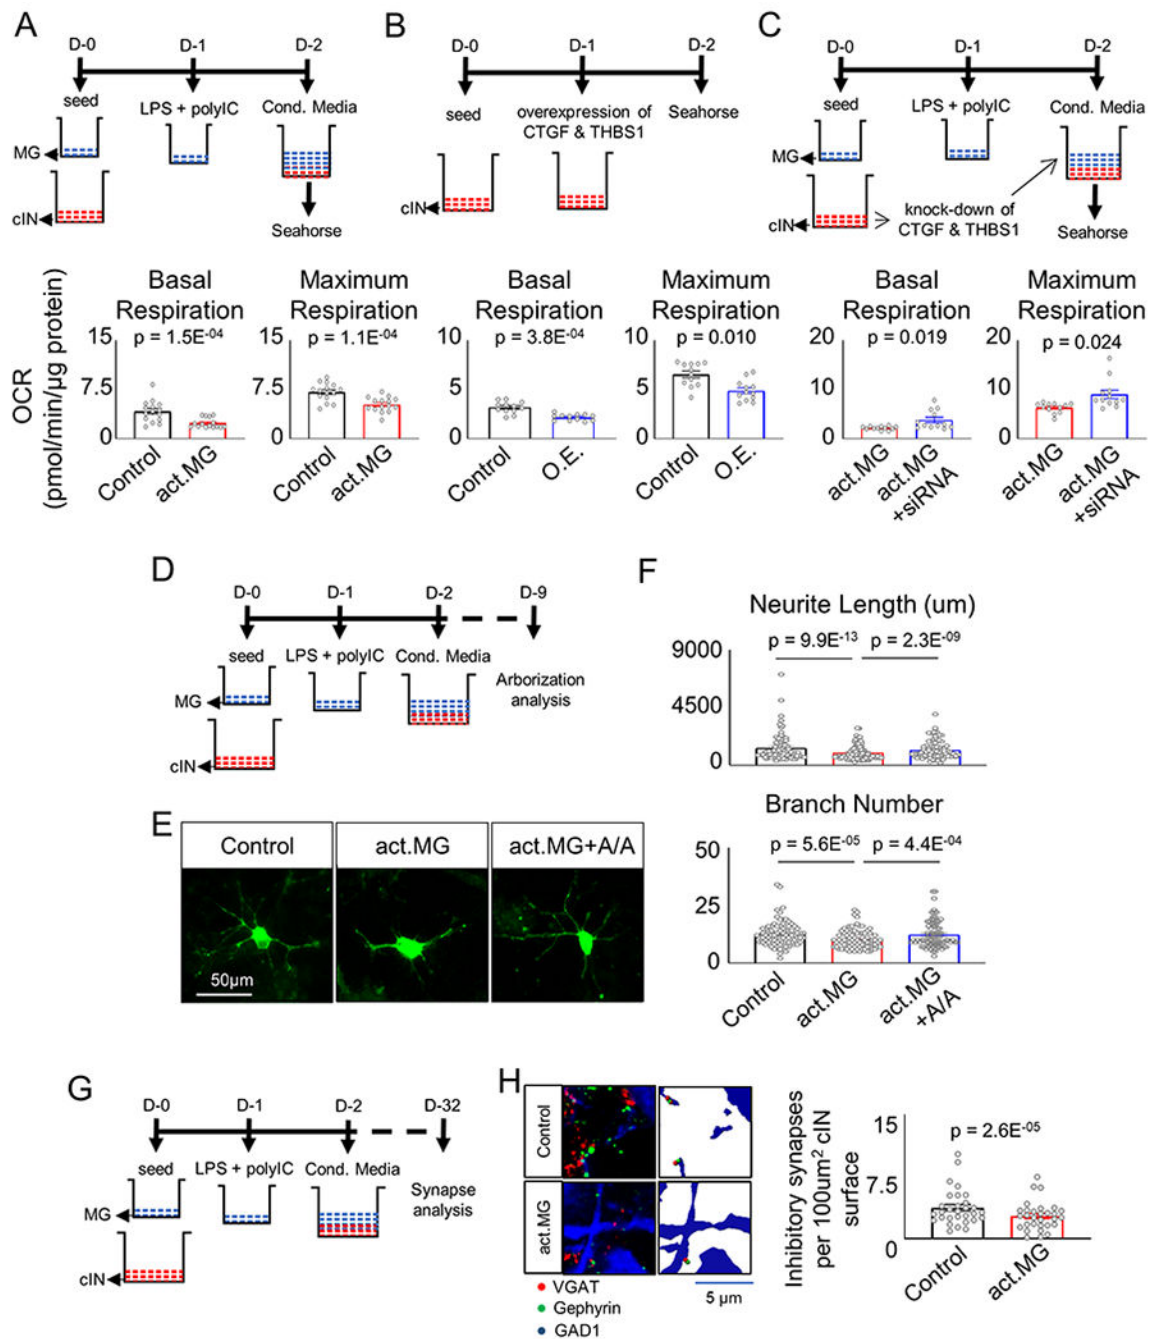 A
D-0
D-1
D-2
seed
LPS + polyIC
Cond. Media
MG
cIN
Seahorse
B
D-0
D-1
D-2
seed
overexpression of
CTGF & THBS1
Seahorse
cIN
C
D-0
D-1
D-2
seed
LPS + polyIC
Cond. Media
MG
cIN
knock-down of
CTGF & THBS1
Seahorse
OCR
(pmol/min/µg protein)
Basal
Respiration
15
p = 1.5E-04
7.5
0
Control
act.MG
Maximum
Respiration
15
p = 1.1E-04
7.5
0
Control
act.MG
Basal
Respiration
10
p = 3.8E-04
5
0
Control
O.E.
Maximum
Respiration
10
p = 0.010
5
0
Control
O.E.
Basal
Respiration
20
p = 0.019
10
0
act.MG
act.MG
+siRNA
Maximum
Respiration
20
p = 0.024
10
0
act.MG
act.MG
+siRNA
D
D-0
D-1
D-2
D-9
seed
LPS + polyIC
Cond. Media
Arborization
analysis
MG
cIN
E
Control
act.MG
act.MG+A/A
50µm
F
Neurite Length (um)
p = 9.9E-13
p = 2.3E-09
9000
4500
0
Branch Number
p = 5.6E-05
p = 4.4E-04
50
25
0
Control
act.MG
act.MG
+A/A
G
D-0
D-1
D-2
D-32
seed
LPS + polyIC
Cond. Media
Synapse
analysis
MG
cIN
H
Control
act.MG
VGAT
Gephyrin
GAD1
5 µm
Inhibitory synapses
per 100um2 cIN
surface
15
p = 2.6E-05
7.5
0
Control
act.MG